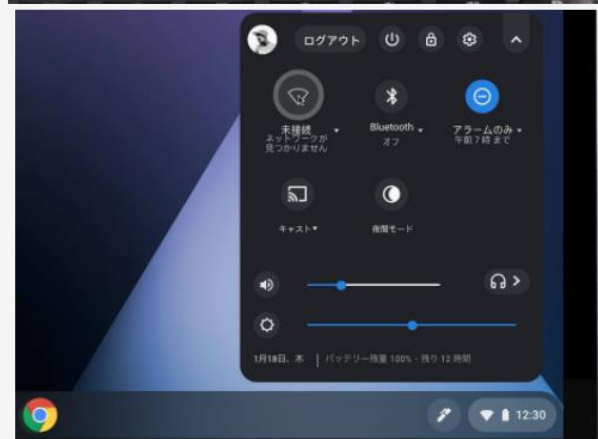 ログアウト
未接続
ネットワークが
見つかりません
Bluetooth
オフ
アラームのみ
午前7時 まで
キャスト
夜間モード
1月18日、木 | バッテリー残量 100% - 残り 12 時間
12:30